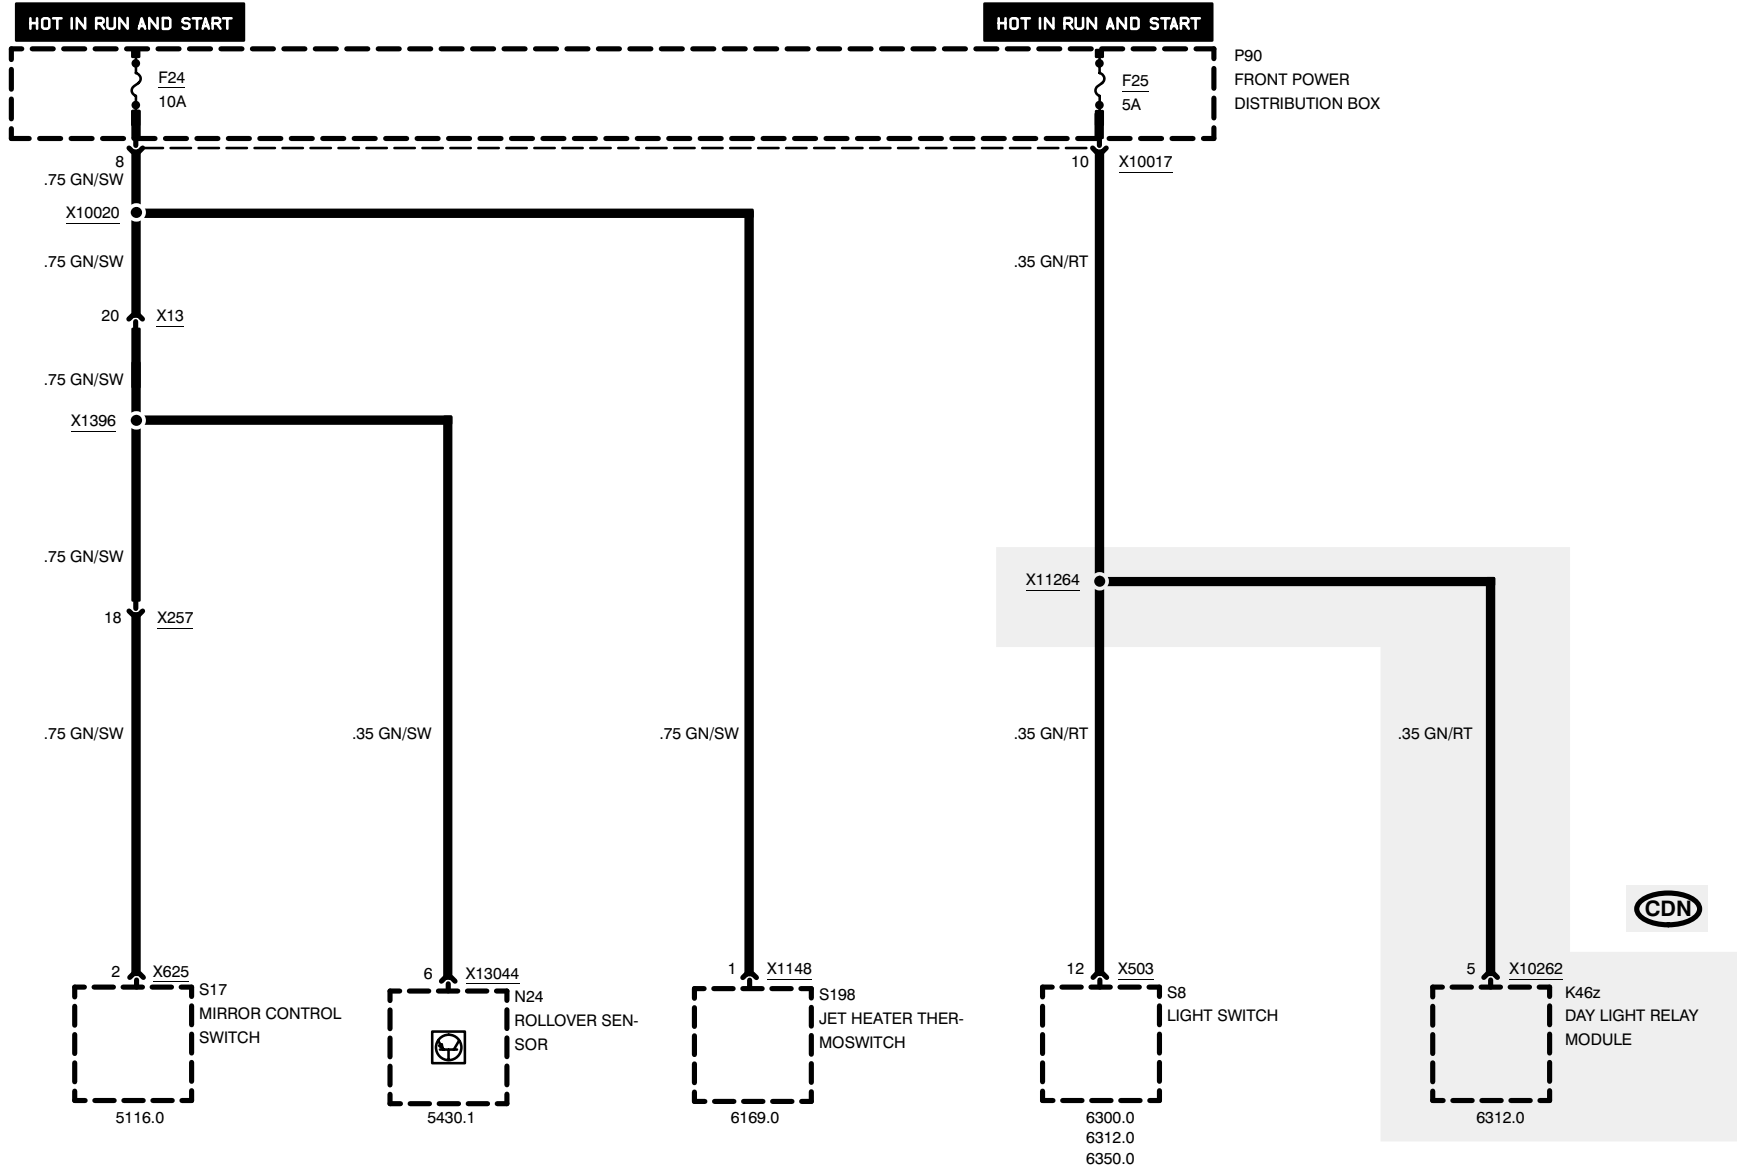 HOT IN RUN AND START
HOT IN RUN AND START
F24
10A
F25
5A
P90
FRONT POWER
DISTRIBUTION BOX
8
10
X10017
.75 GN/SW
X10020
.75 GN/SW
.35 GN/RT
20
X13
.75 GN/SW
X1396
.75 GN/SW
X11264
18
X257
.75 GN/SW
.35 GN/SW
.75 GN/SW
.35 GN/RT
.35 GN/RT
CDN
2
X625
6
X13044
1
X1148
12
X503
5
X10262
S17
MIRROR CONTROL
SWITCH
N24
ROLLOVER SEN-
SOR
S198
JET HEATER THER-
MOSWITCH
S8
LIGHT SWITCH
K46z
DAY LIGHT RELAY
MODULE
5116.0
5430.1
6169.0
6300.0
6312.0
6350.0
6312.0